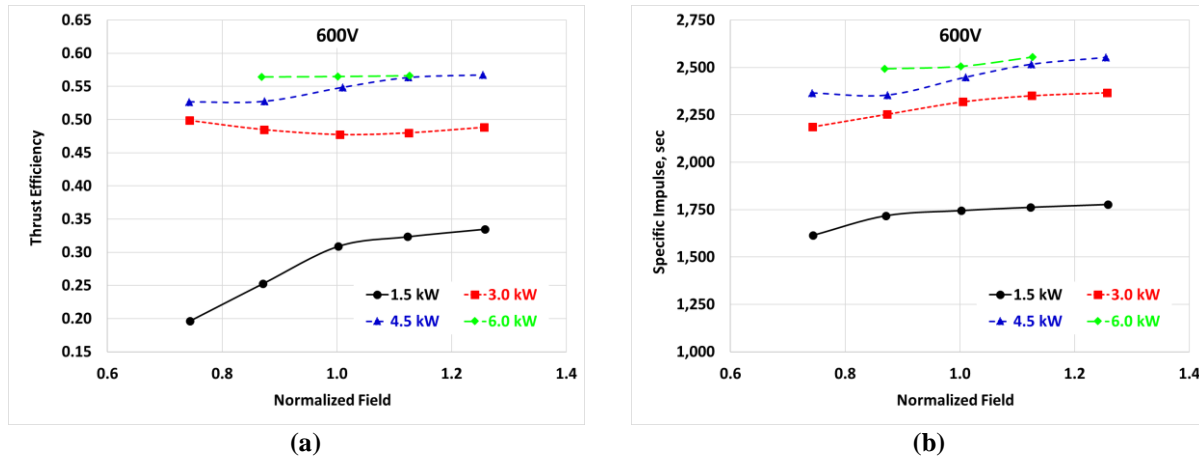 600V
0.65
0.60
0.55
0.50
0.45
0.40
0.35
0.30
0.25
0.20
0.15
Thrust Efficiency
1.5 kW 3.0 kW
4.5 kW 6.0 kW
0.6 0.8 1.0 1.2 1.4
Normalized Field
(a)
600V
2,750
2,500
2,250
2,000
1,750
1,500
1,250
1,000
Specific Impulse, sec
1.5 kW 3.0 kW
4.5 kW 6.0 kW
0.6 0.8 1.0 1.2 1.4
Normalized Field
(b)